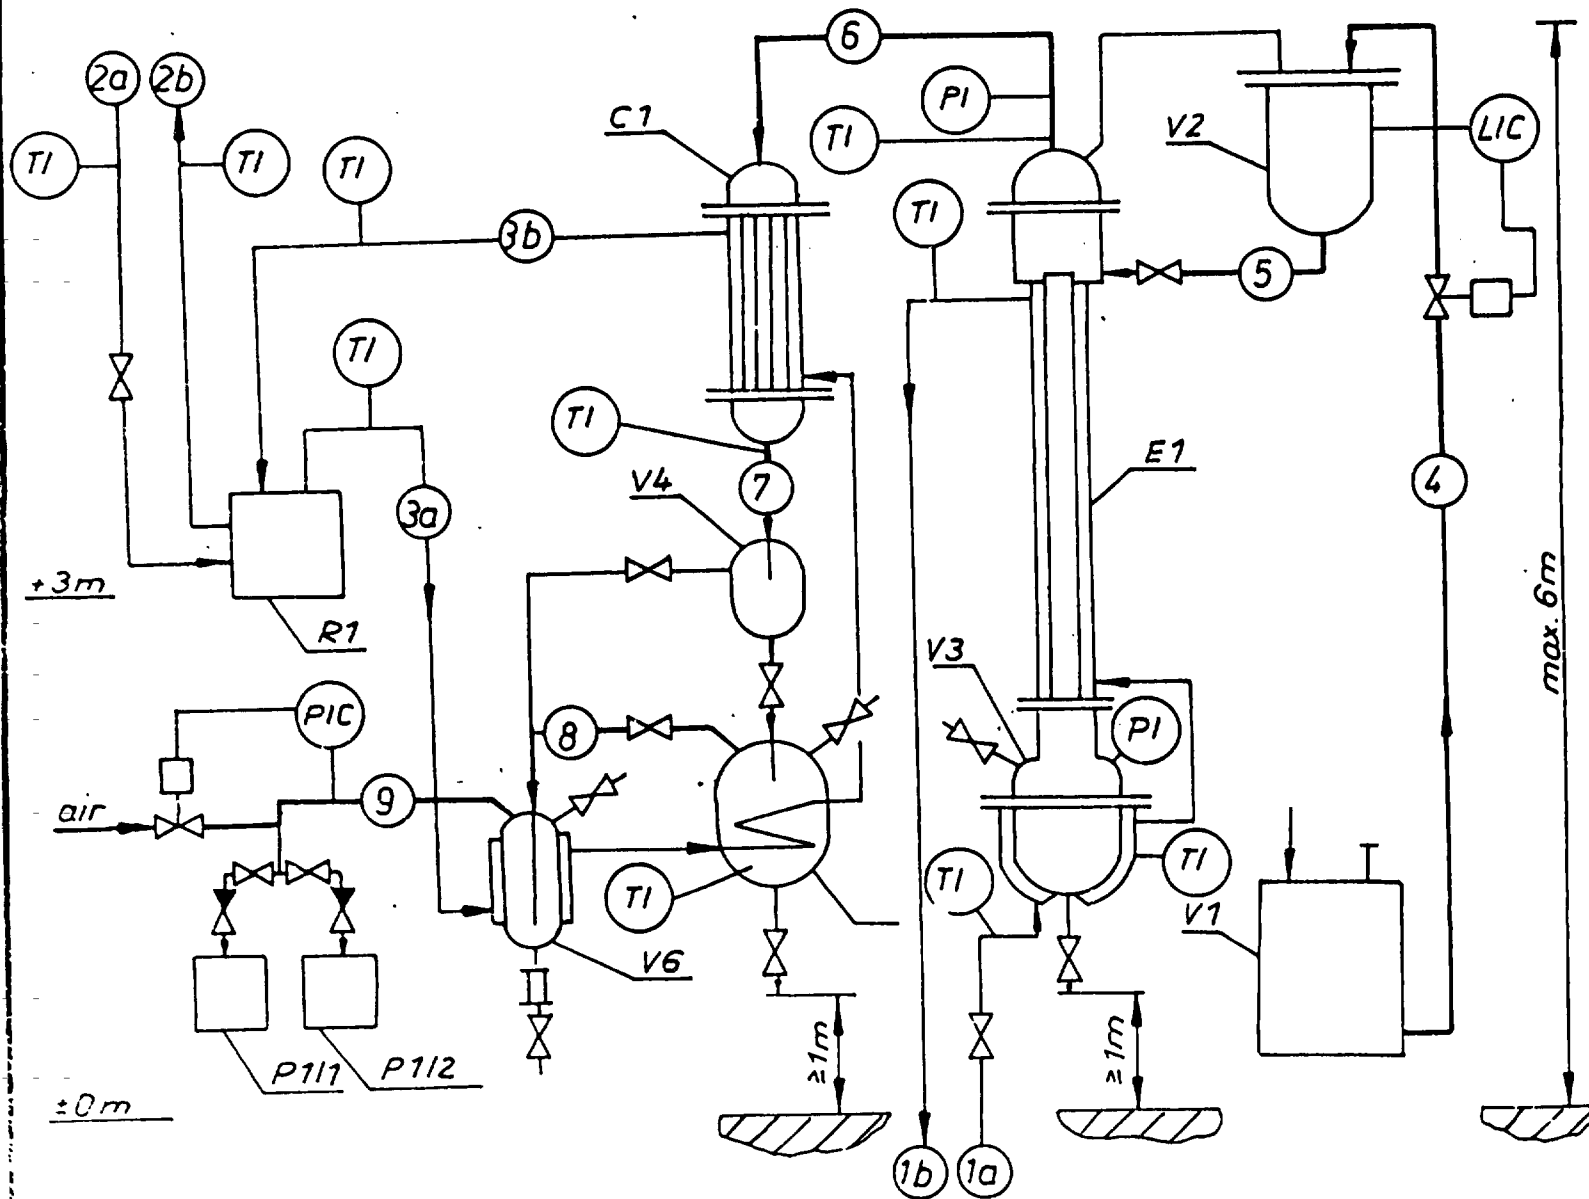 6
2a
2b
PI
C1
V2
LIC
TI
TI
TI
TI
TI
3b
5
TI
TI
E1
V4
7
4
3a
+3m
max. 6m
R1
V3
PIC
8
PI
air
9
TI
TI
TI
V1
V6
P1/1
P1/2
≥1m
≥1m
±0m
1b
1a